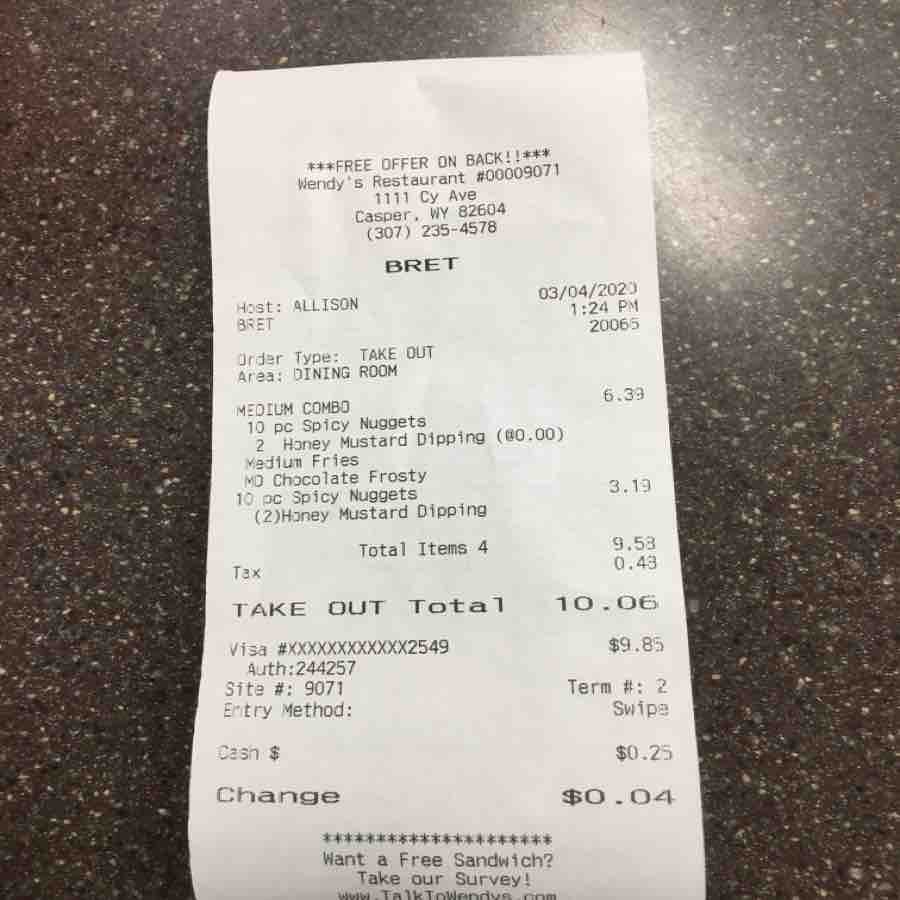 ***FREE OFFER ON BACK!!***
Wendy's Restaurant #00009071
1111 Cy Ave
Casper, WY 82604
(307) 235-4578
BRET
Host: ALLISON 03/04/2020
BRET 1:24 PM
20065
Order Type: TAKE OUT
Area: DINING ROOM
MEDIUM COMBO 6.39
10 pc Spicy Nuggets
2 Honey Mustard Dipping (@0.00)
Medium Fries
MD Chocolate Frosty
10 pc Spicy Nuggets 3.19
(2)Honey Mustard Dipping
Total Items 4 9.58
Tax 0.48
TAKE OUT Total 10.06
Visa #XXXXXXXXXXXX2549 $9.85
Auth:244257
Site #: 9071 Term #: 2
Entry Method: Swipe
Cash $ $0.25
Change $0.04
*********************
Want a Free Sandwich?
Take our Survey!
www.TalkToWendys.com